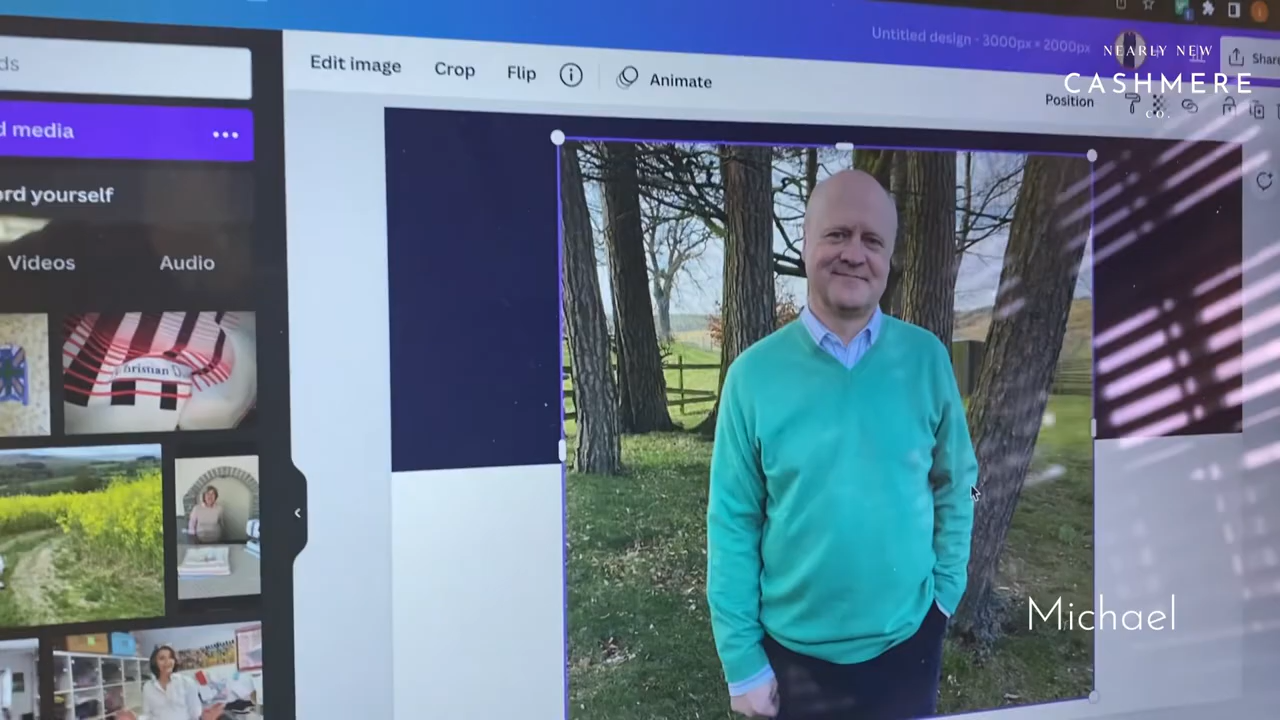 Untitled design - 3000px × 2000px
NEARLY NEW
CASHMERE
CO.
Share
ds
Edit image
Crop
Flip
Animate
Position
d media
ord yourself
Videos
Audio
hristian D
Michael